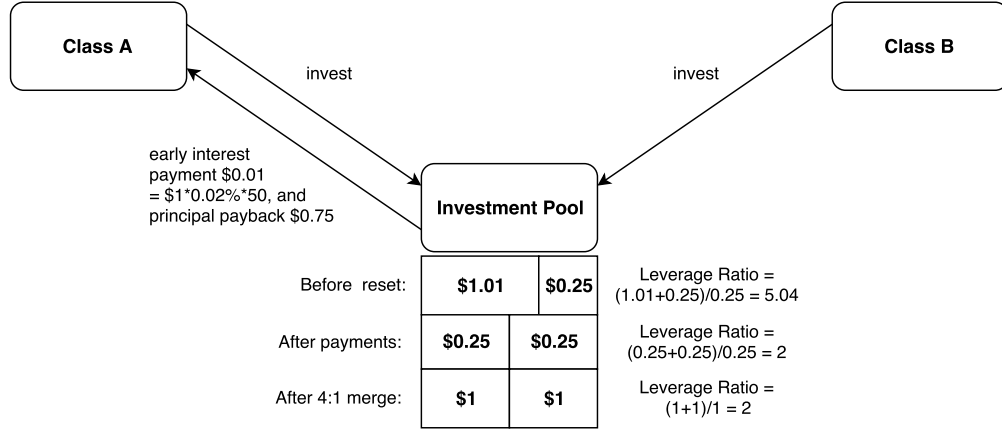 Class A
Class B
invest
invest
early interest
payment $0.01
= $1*0.02%*50, and
principal payback $0.75
Investment Pool
Before reset:
$1.01
$0.25
Leverage Ratio =
(1.01+0.25)/0.25 = 5.04
After payments:
$0.25
$0.25
Leverage Ratio =
(0.25+0.25)/0.25 = 2
After 4:1 merge:
$1
$1
Leverage Ratio =
(1+1)/1 = 2